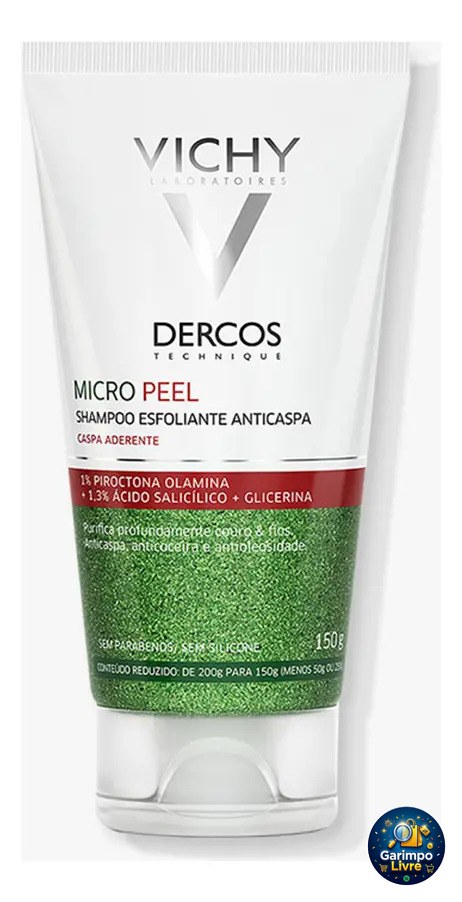 VICHY
LABORATOIRES
DERCOS
TECHNIQUE
MICRO PEEL
SHAMPOO ESFOLIANTE ANTICASPA
CASPA ADERENTE
1% PIROCTONA OLAMINA
+ 1,3% ÁCIDO SALICÍLICO + GLICERINA
Purifica profundamente couro & fios.
Anticaspa, anticoceira e antioleosidade
SEM PARABENOS/ SEM SILICONE
150g
CONTEÚDO REDUZIDO: DE 200g PARA 150g (MENOS 50g OU
Garimpo
Livre